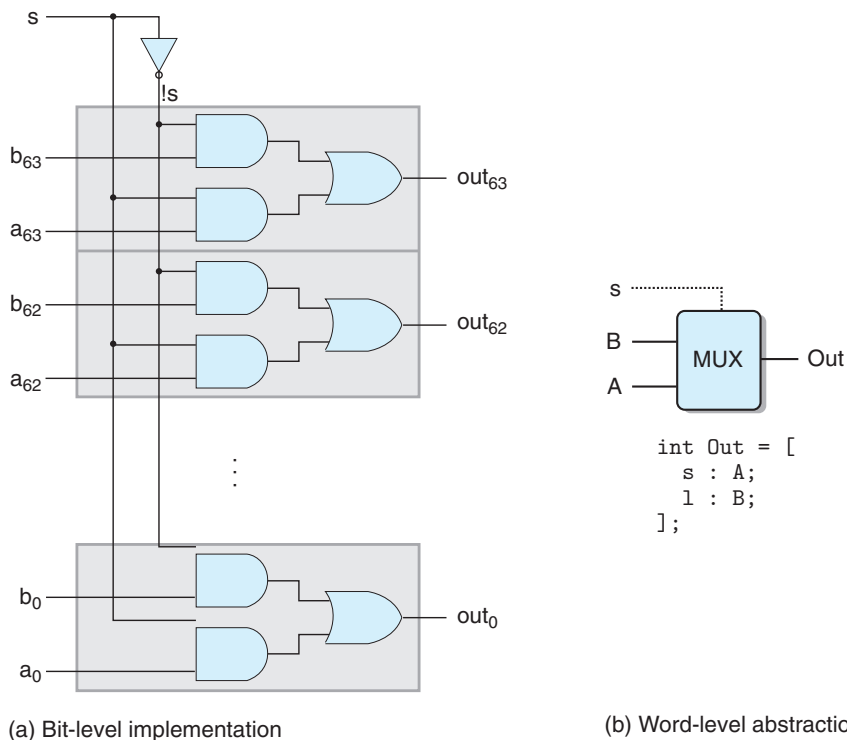 s
!s
b63
a63
out63
b62
a62
out62
⋮
b0
a0
out0
(a) Bit-level implementation
s
B
A
MUX
Out
int Out = [
s : A;
1 : B;
];
(b) Word-level abstractio